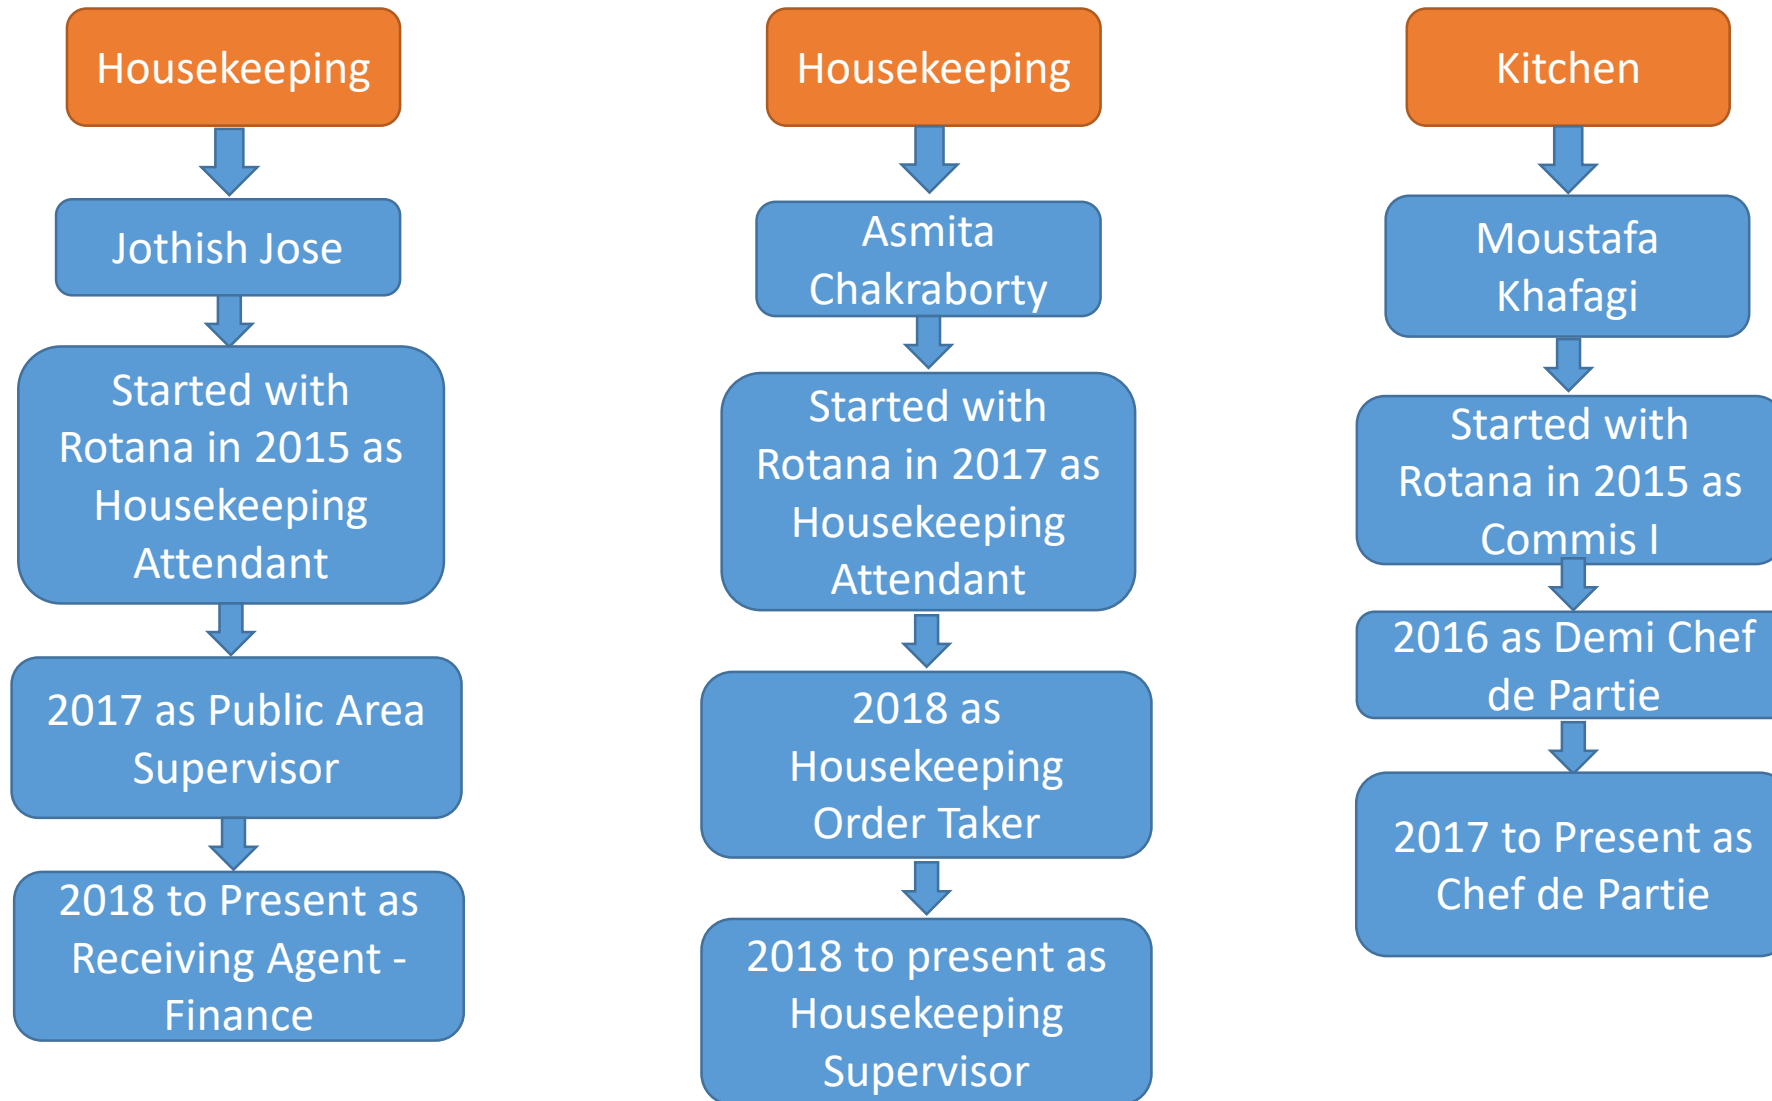 Housekeeping
Jothish Jose
Started with
Rotana in 2015 as
Housekeeping
Attendant
2017 as Public Area
Supervisor
2018 to Present as
Receiving Agent -
Finance
Housekeeping
Asmita
Chakraborty
Started with
Rotana in 2017 as
Housekeeping
Attendant
2018 as
Housekeeping
Order Taker
2018 to present as
Housekeeping
Supervisor
Kitchen
Moustafa
Khafagi
Started with
Rotana in 2015 as
Commis I
2016 as Demi Chef
de Partie
2017 to Present as
Chef de Partie